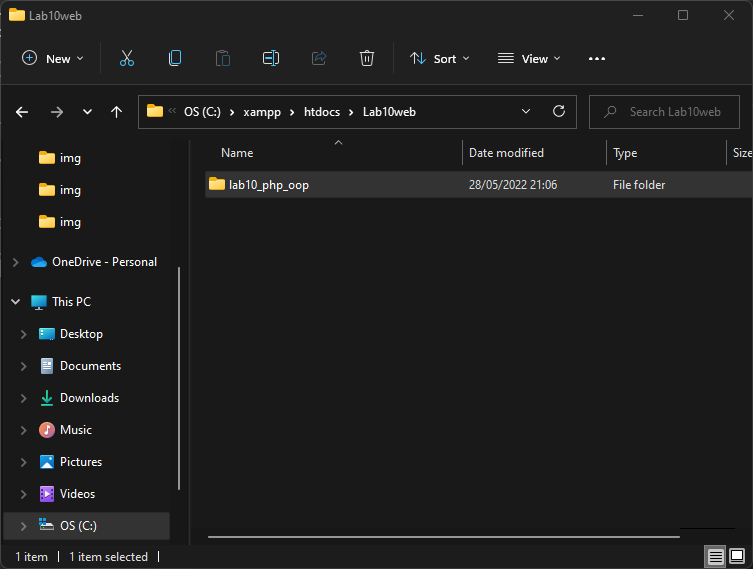 Lab10web
New Sort View
OS (C:) xampp htdocs Lab10web Search Lab10web
Name Date modified Type Size
lab10_php_oop 28/05/2022 21:06 File folder
img
img
img
OneDrive - Personal
This PC
Desktop
Documents
Downloads
Music
Pictures
Videos
OS (C:)
1 item 1 item selected